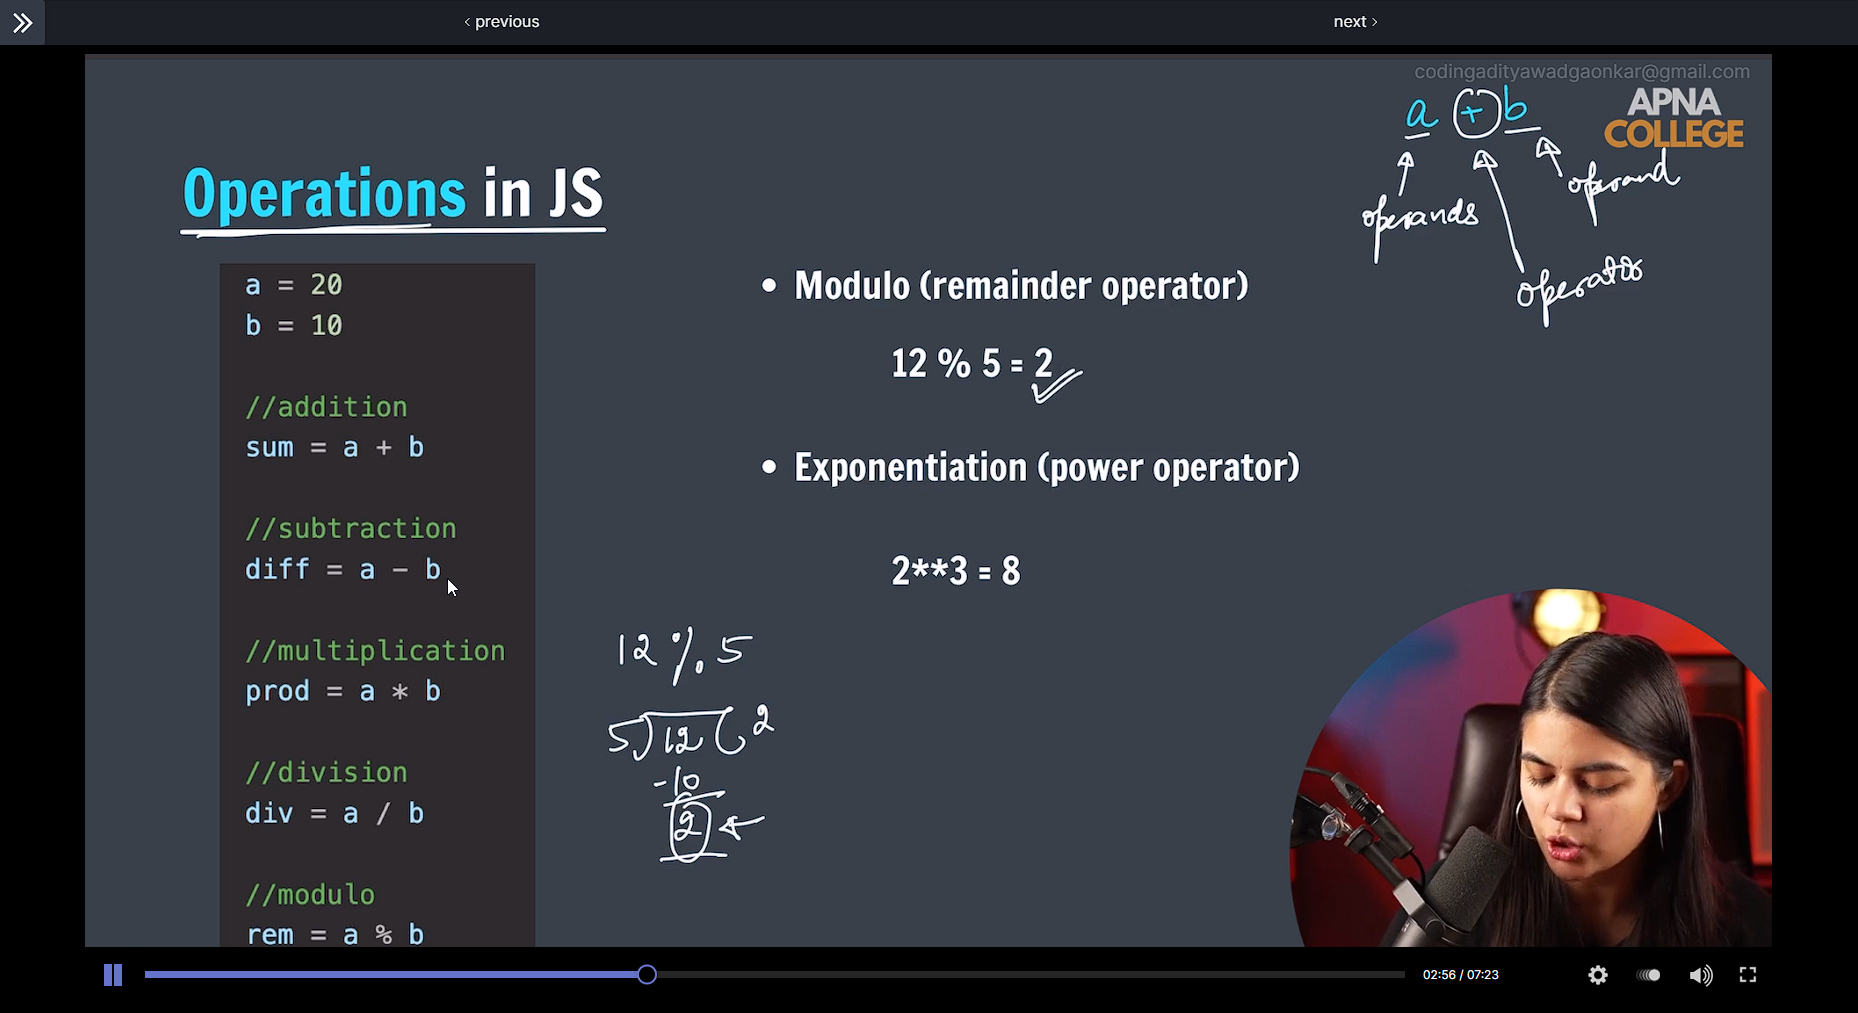 ‹ previous
next ›
codingadityawadgaonkar@gmail.com
APNA
COLLEGE
a + b
operands
operand
operator
Operations in JS
a = 20
b = 10
//addition
sum = a + b
//subtraction
diff = a - b
//multiplication
prod = a * b
//division
div = a / b
//modulo
rem = a % b
• Modulo (remainder operator)
12 % 5 = 2
• Exponentiation (power operator)
2**3 = 8
12 % 5
5)12(2
-10
2
02:56 / 07:23